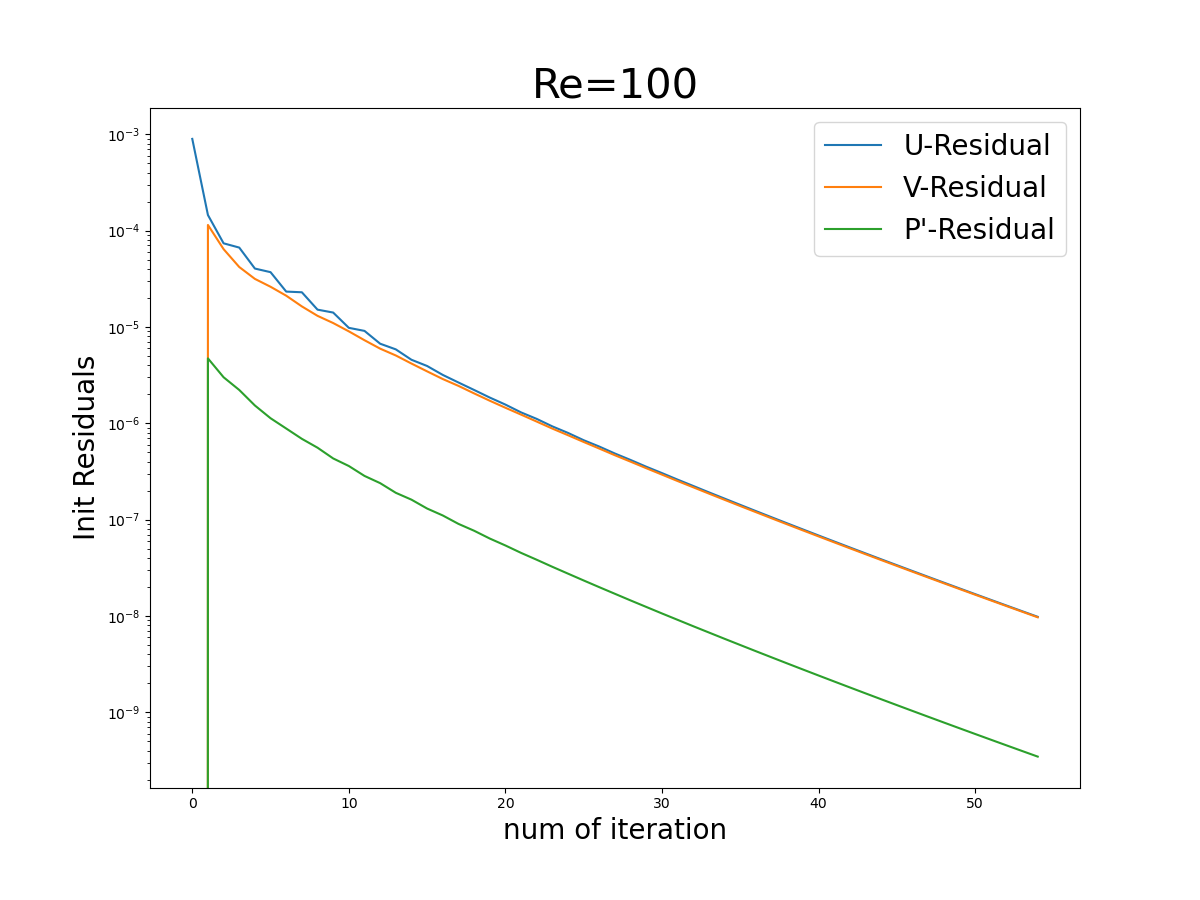 Re=100
U-Residual
V-Residual
P'-Residual
Init Residuals
10⁻³
10⁻⁴
10⁻⁵
10⁻⁶
10⁻⁷
10⁻⁸
10⁻⁹
0 10 20 30 40 50
num of iteration